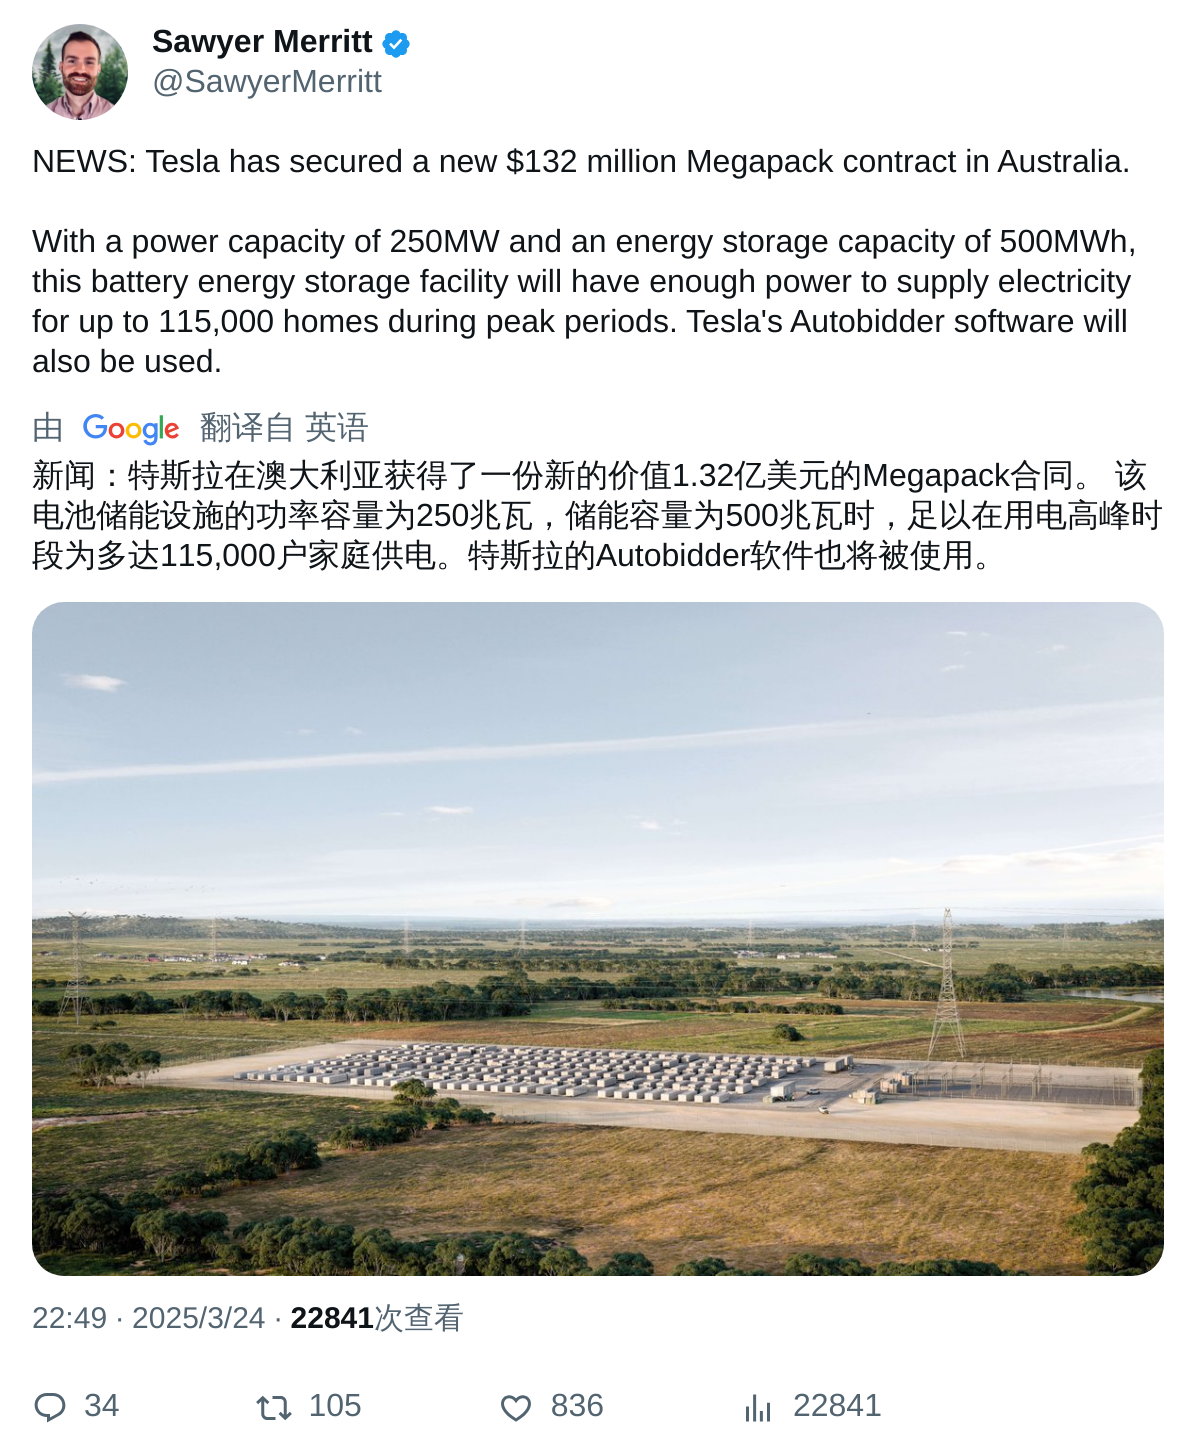 Sawyer Merritt
@SawyerMerritt
NEWS: Tesla has secured a new $132 million Megapack contract in Australia.
With a power capacity of 250MW and an energy storage capacity of 500MWh,
this battery energy storage facility will have enough power to supply electricity
for up to 115,000 homes during peak periods. Tesla's Autobidder software will
also be used.
由 Google 翻译自 英语
新闻：特斯拉在澳大利亚获得了一份新的价值1.32亿美元的Megapack合同。 该
电池储能设施的功率容量为250兆瓦，储能容量为500兆瓦时，足以在用电高峰时
段为多达115,000户家庭供电。特斯拉的Autobidder软件也将被使用。
22:49 · 2025/3/24 · 22841次查看
34 105 836 22841